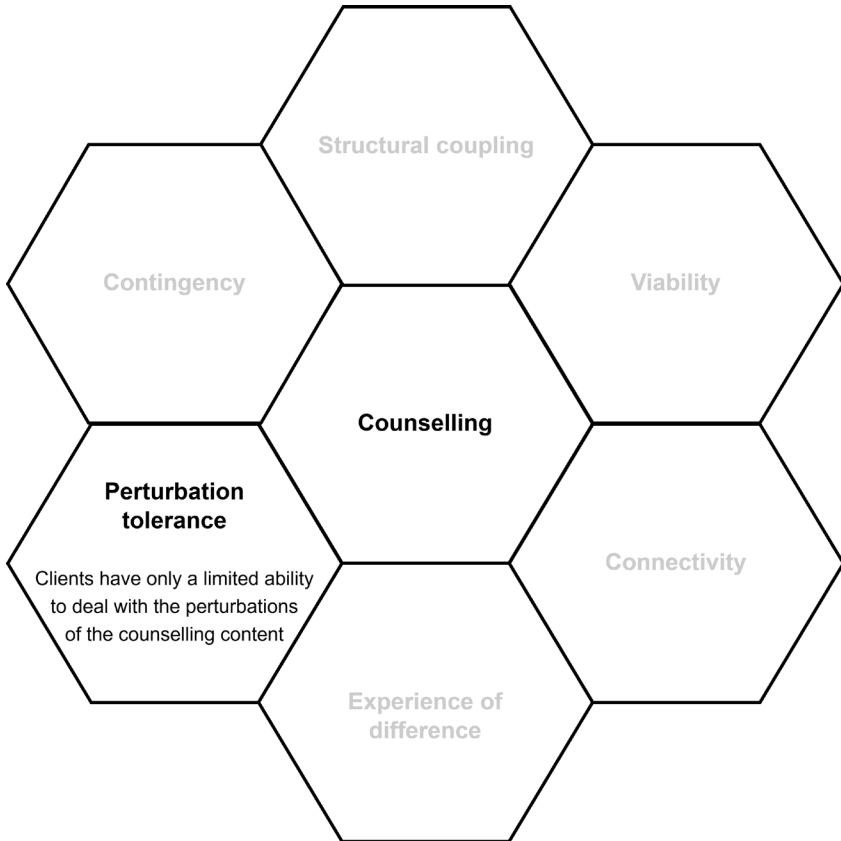 Structural coupling
Contingency
Viability
Counselling
Perturbation
tolerance
Clients have only a limited ability
to deal with the perturbations
of the counselling content
Connectivity
Experience of
difference